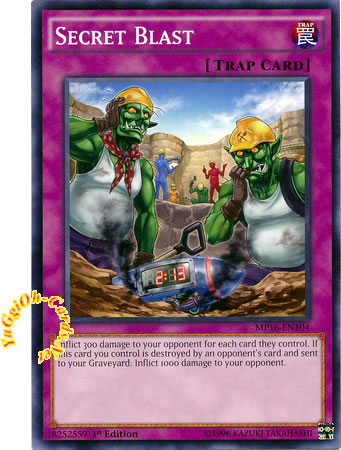 SECRET BLAST
TRAP
罠
[TRAP CARD]
2:13
MP16-EN104
Inflict 300 damage to your opponent for each card they control. If
this card you control is destroyed by an opponent's card and sent
to your Graveyard: Inflict 1000 damage to your opponent.
18252559 1st Edition
©1996 KAZUKI TAKAHASHI